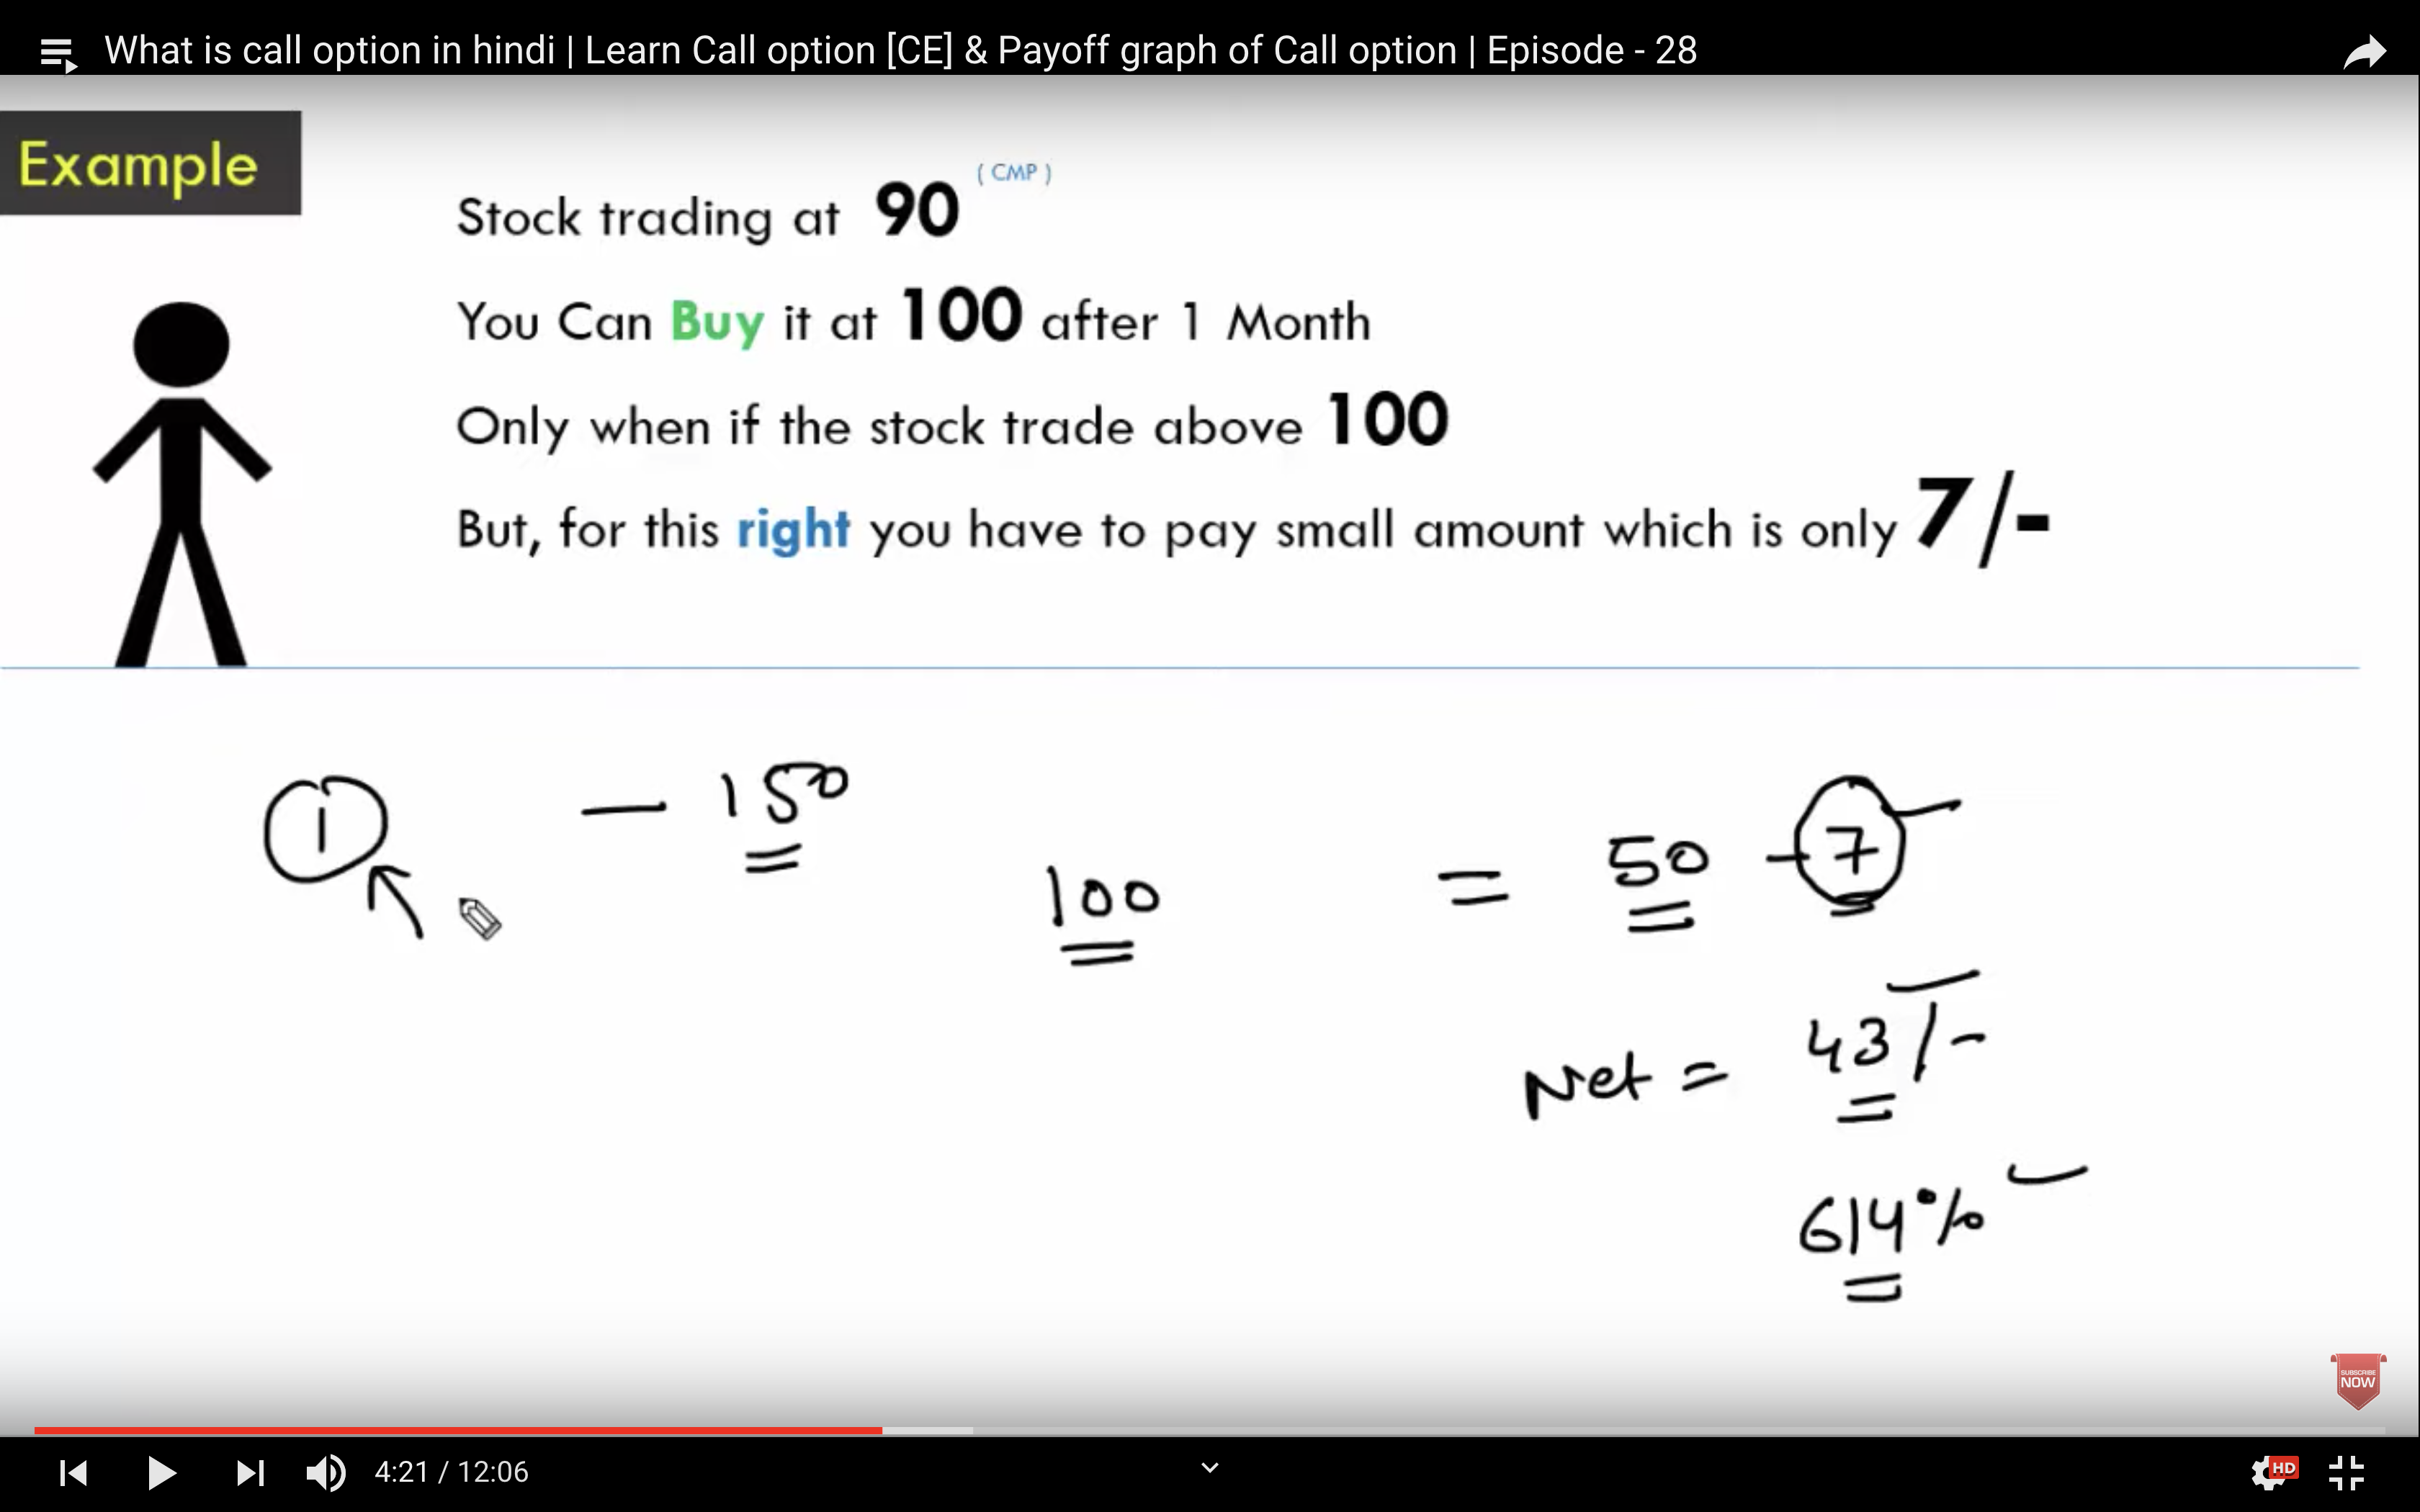 What is call option in hindi | Learn Call option [CE] & Payoff graph of Call option | Episode - 28
Example
( CMP )
Stock trading at 90
You Can Buy it at 100 after 1 Month
Only when if the stock trade above 100
But, for this right you have to pay small amount which is only 7/-
1 - 150
100 = 50 - 7
Net = 43/-
614%
SUBSCRIBE
NOW
4:21 / 12:06
HD